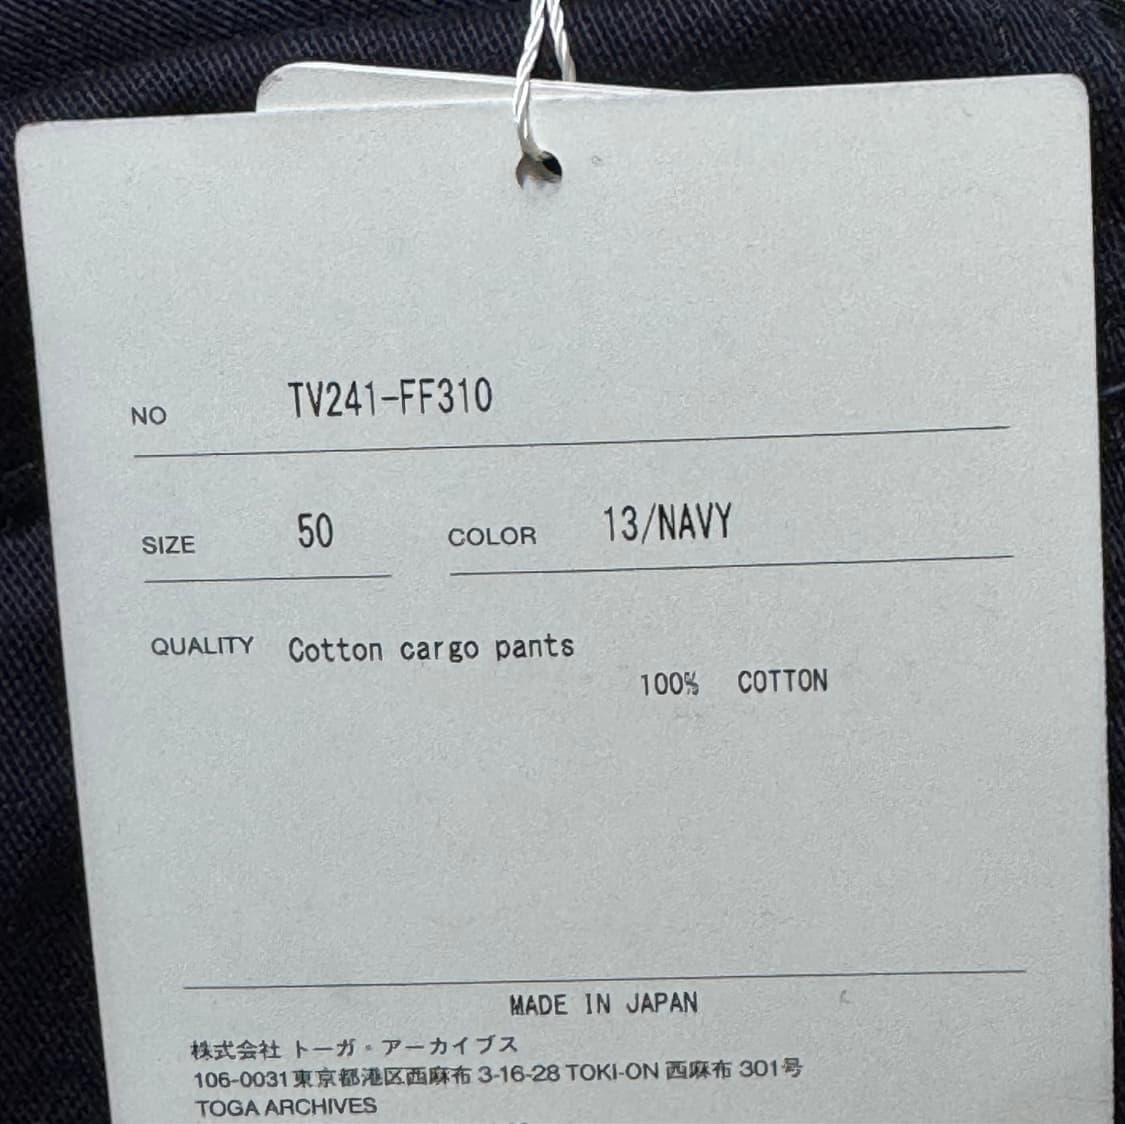 NO TV241-FF310
SIZE 50 COLOR 13/NAVY
QUALITY Cotton cargo pants
100% COTTON
MADE IN JAPAN
株式会社 トーガ・アーカイブス
106-0031 東京都港区西麻布 3-16-28 TOKI-ON 西麻布 301号
TOGA ARCHIVES